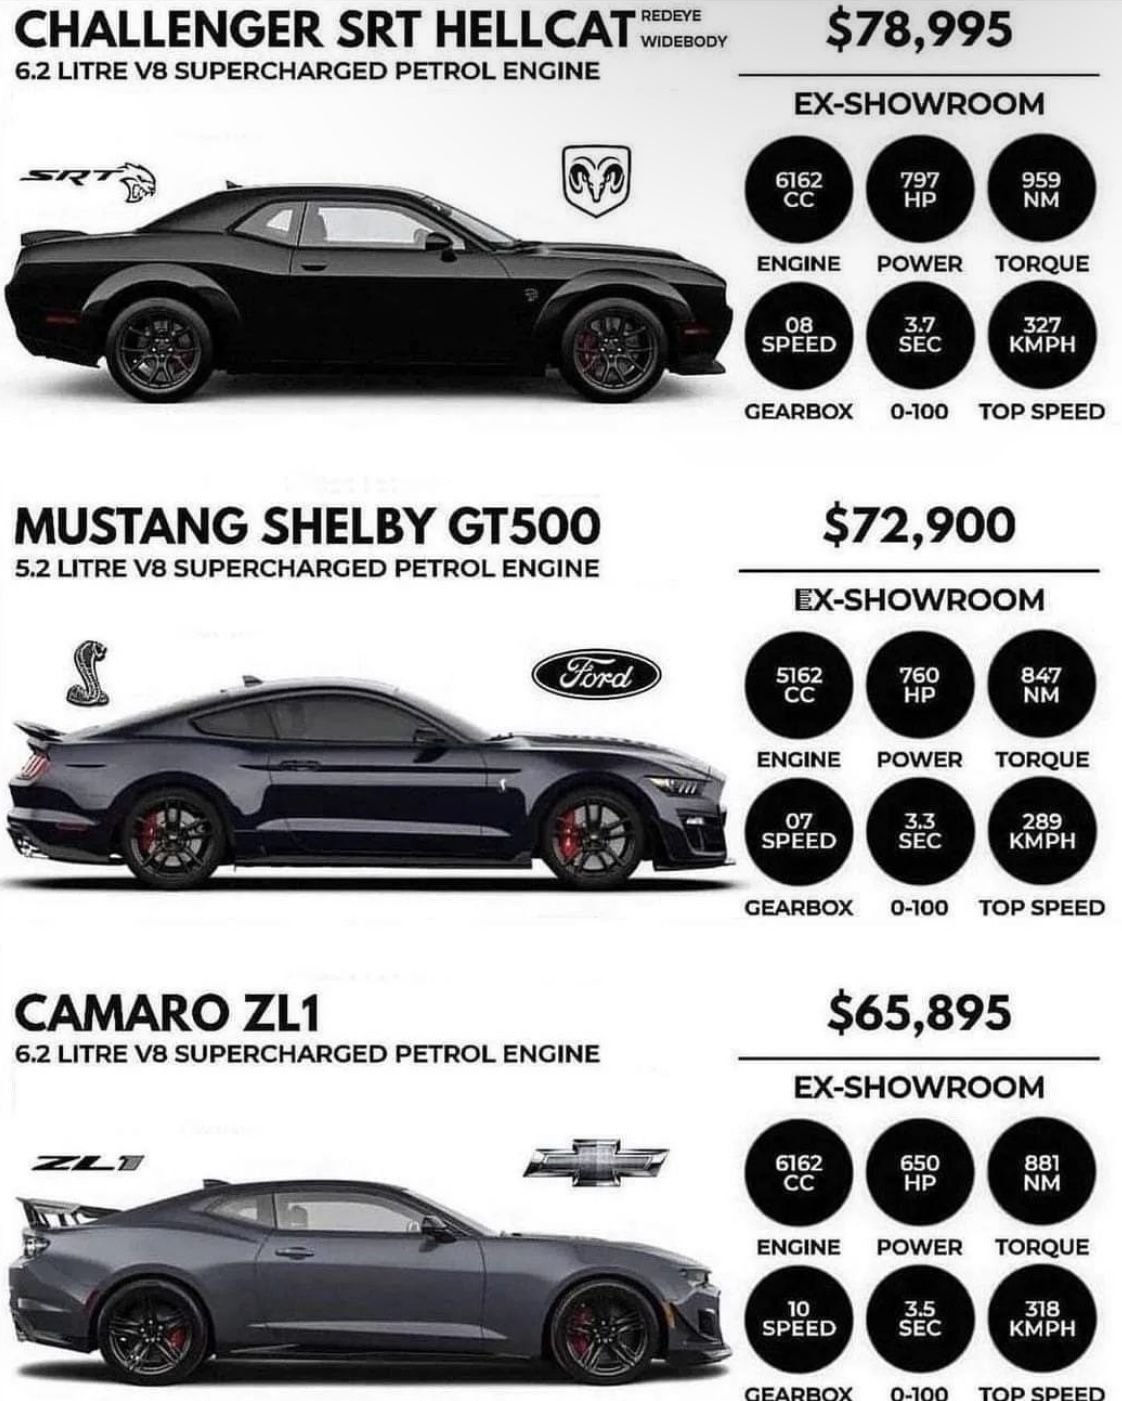 CHALLENGER SRT HELLCAT REDEYE WIDEBODY
6.2 LITRE V8 SUPERCHARGED PETROL ENGINE
$78,995
EX-SHOWROOM
SRT
6162 CC
797 HP
959 NM
ENGINE POWER TORQUE
08 SPEED
3.7 SEC
327 KMPH
GEARBOX 0-100 TOP SPEED
MUSTANG SHELBY GT500
5.2 LITRE V8 SUPERCHARGED PETROL ENGINE
$72,900
EX-SHOWROOM
Ford
5162 CC
760 HP
847 NM
ENGINE POWER TORQUE
07 SPEED
3.3 SEC
289 KMPH
GEARBOX 0-100 TOP SPEED
CAMARO ZL1
6.2 LITRE V8 SUPERCHARGED PETROL ENGINE
$65,895
EX-SHOWROOM
ZL1
6162 CC
650 HP
881 NM
ENGINE POWER TORQUE
10 SPEED
3.5 SEC
318 KMPH
GEARBOX 0-100 TOP SPEED